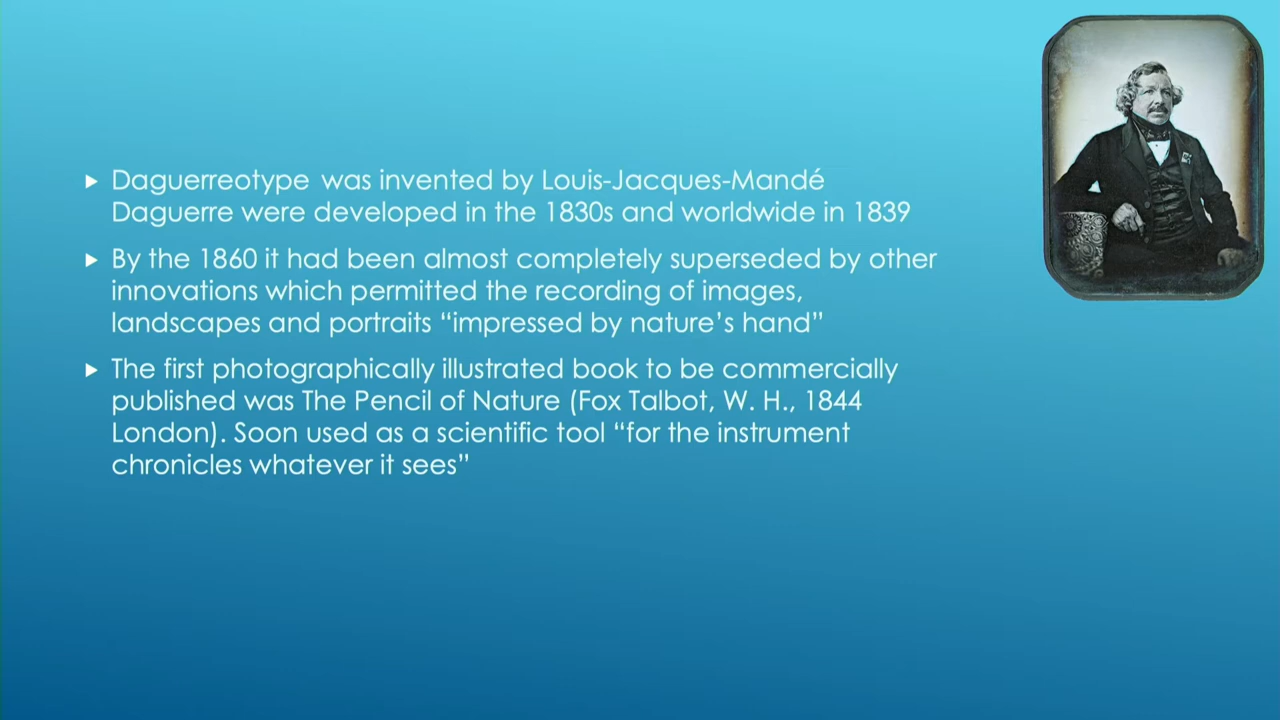 Daguerreotype was invented by Louis-Jacques-Mandé
Daguerre were developed in the 1830s and worldwide in 1839
By the 1860 it had been almost completely superseded by other
innovations which permitted the recording of images,
landscapes and portraits “impressed by nature’s hand”
The first photographically illustrated book to be commercially
published was The Pencil of Nature (Fox Talbot, W. H., 1844
London). Soon used as a scientific tool “for the instrument
chronicles whatever it sees”